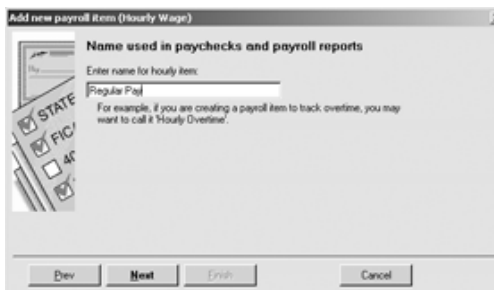 Add new payroll item (Hourly Wage)
Name used in paychecks and payroll reports
Enter name for hourly item:
Regular Pay
For example, if you are creating a payroll item to track overtime, you may
want to call it 'Hourly Overtime'.
Pay
STATE
FIC
40
Prev
Next
Finish
Cancel